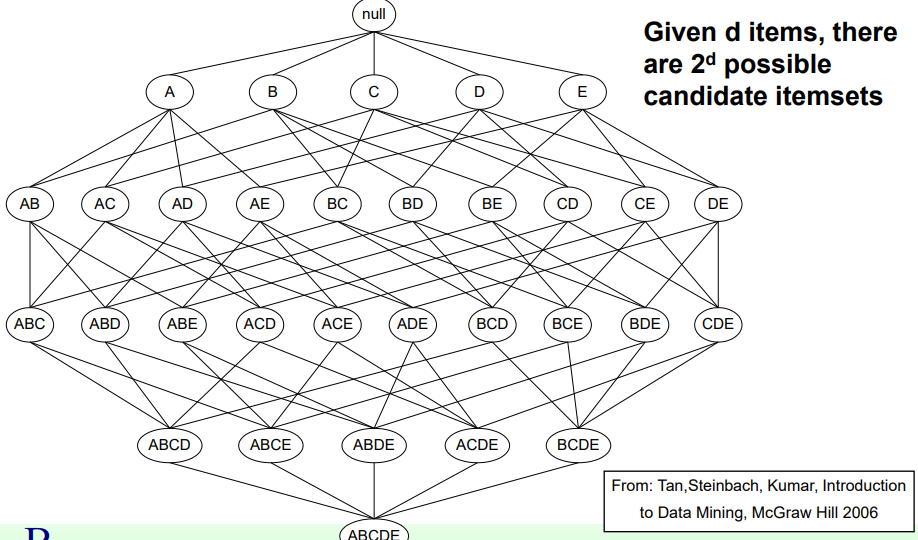 null
Given d items, there
are 2ᵈ possible
candidate itemsets
A B C D E
AB AC AD AE BC BD BE CD CE DE
ABC ABD ABE ACD ACE ADE BCD BCE BDE CDE
ABCD ABCE ABDE ACDE BCDE
From: Tan,Steinbach, Kumar, Introduction
to Data Mining, McGraw Hill 2006
ABCDE